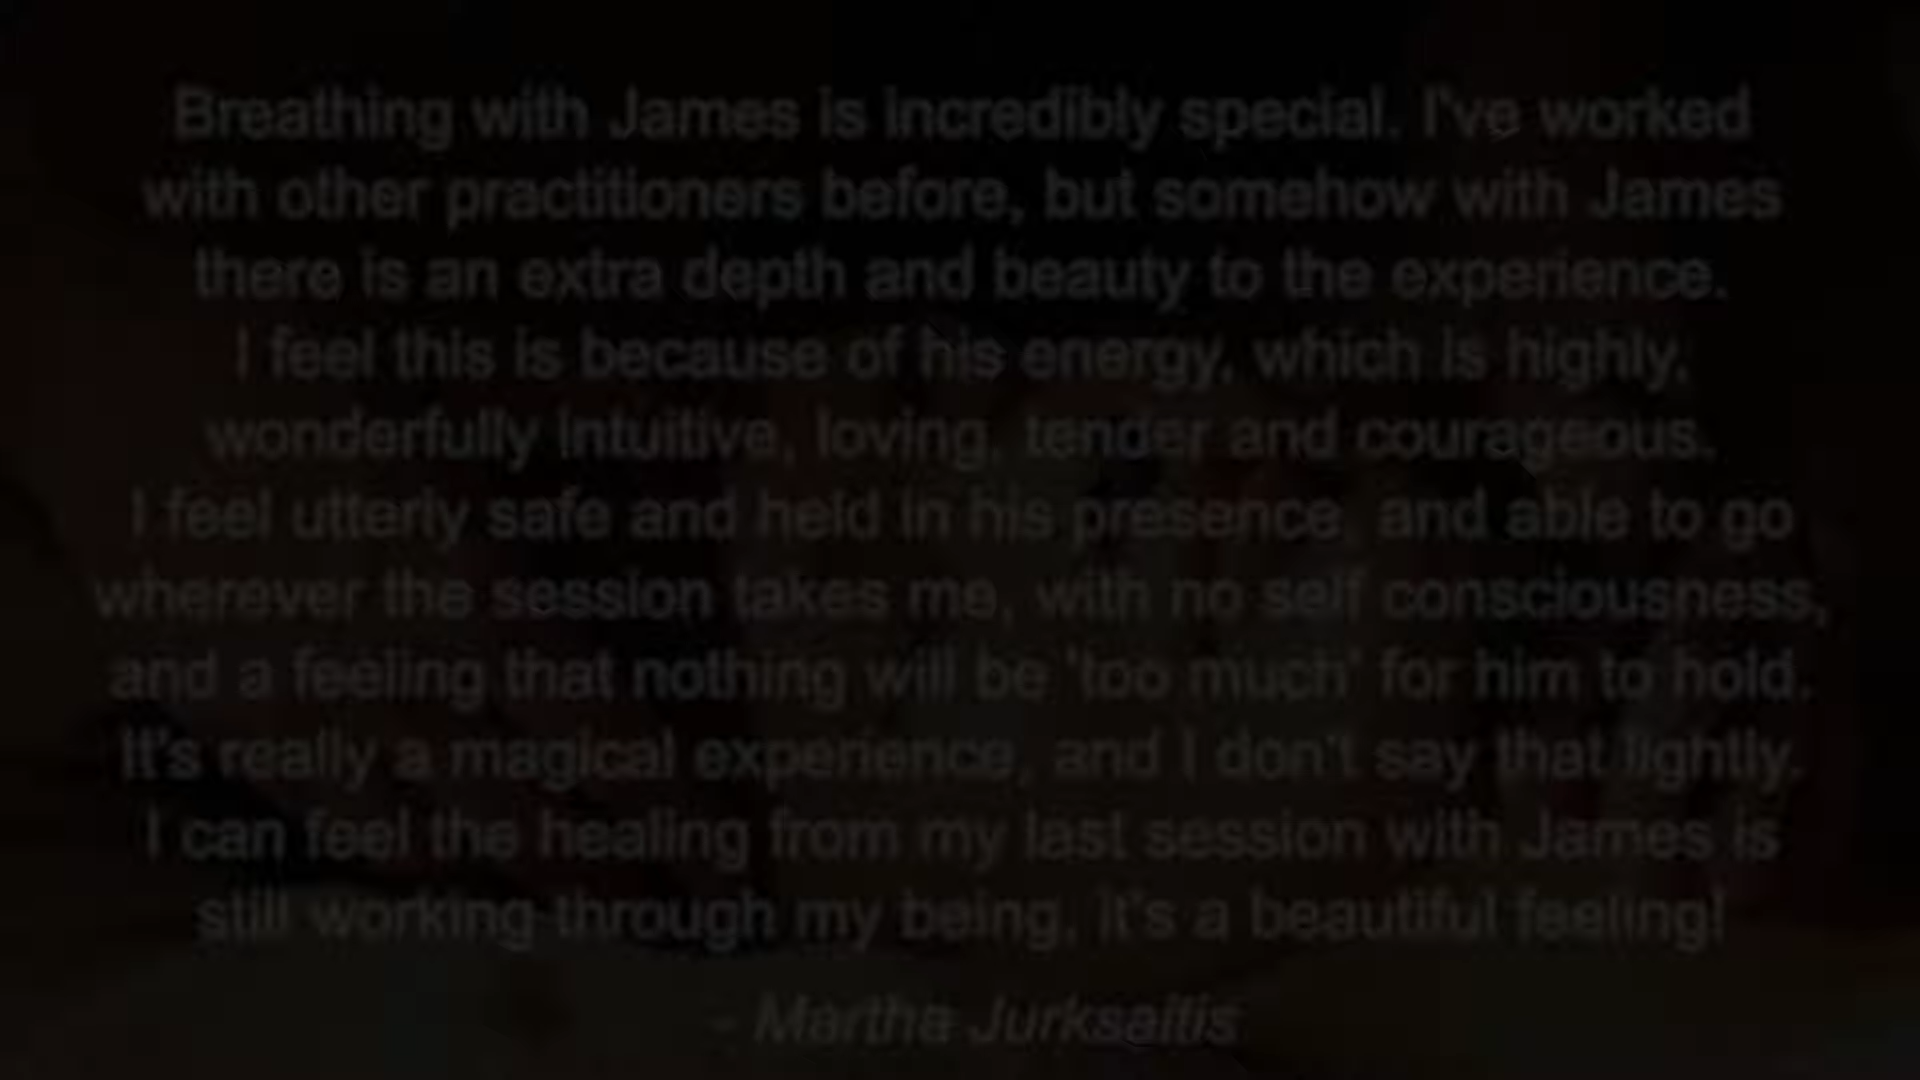 Breathing with James is incredibly special. I've worked
with other practitioners before, but somehow with James
there is an extra depth and beauty to the experience.
I feel this is because of his energy, which is highly,
wonderfully intuitive, loving, tender and courageous.
I feel utterly safe and held in his presence, and able to go
wherever the session takes me, with no self consciousness,
and a feeling that nothing will be 'too much' for him to hold.
It's really a magical experience, and I don't say that lightly.
I can feel the healing from my last session with James is
still working through my being, it's a beautiful feeling!
- Martha Jurksaitis